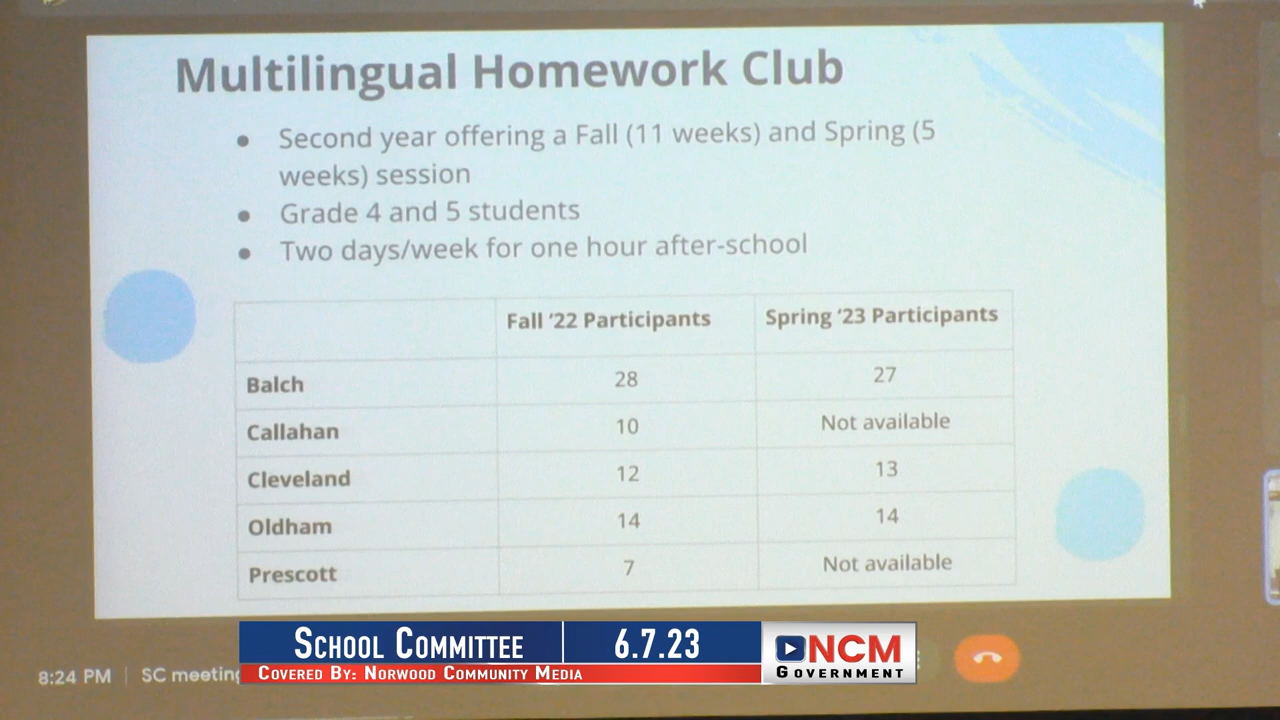 Multilingual Homework Club
● Second year offering a Fall (11 weeks) and Spring (5
weeks) session
● Grade 4 and 5 students
● Two days/week for one hour after-school
Fall ‘22 Participants Spring ‘23 Participants
Balch 28 27
Callahan 10 Not available
Cleveland 12 13
Oldham 14 14
Prescott 7 Not available
School Committee 6.7.23
Covered By: Norwood Community Media
NCM
Government
8:24 PM | SC meeting